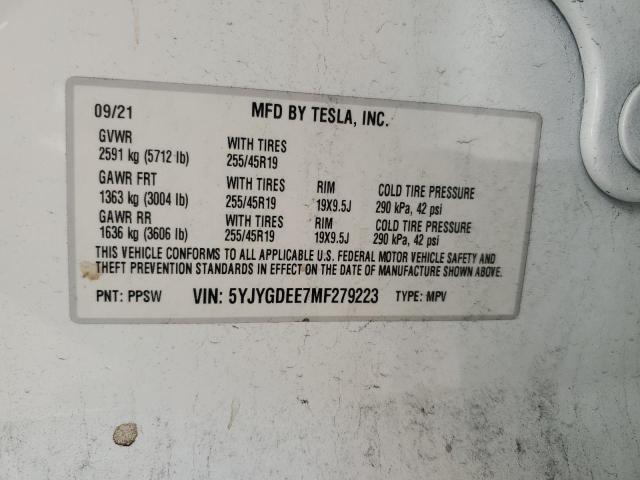 09/21 MFD BY TESLA, INC.
GVWR WITH TIRES
2591 kg (5712 lb) 255/45R19
GAWR FRT WITH TIRES RIM COLD TIRE PRESSURE
1363 kg (3004 lb) 255/45R19 19X9.5J 290 kPa, 42 psi
GAWR RR WITH TIRES RIM COLD TIRE PRESSURE
1636 kg (3606 lb) 255/45R19 19X9.5J 290 kPa, 42 psi
THIS VEHICLE CONFORMS TO ALL APPLICABLE U.S. FEDERAL MOTOR VEHICLE SAFETY AND
THEFT PREVENTION STANDARDS IN EFFECT ON THE DATE OF MANUFACTURE SHOWN ABOVE.
PNT: PPSW VIN: 5YJYGDEE7MF279223 TYPE: MPV